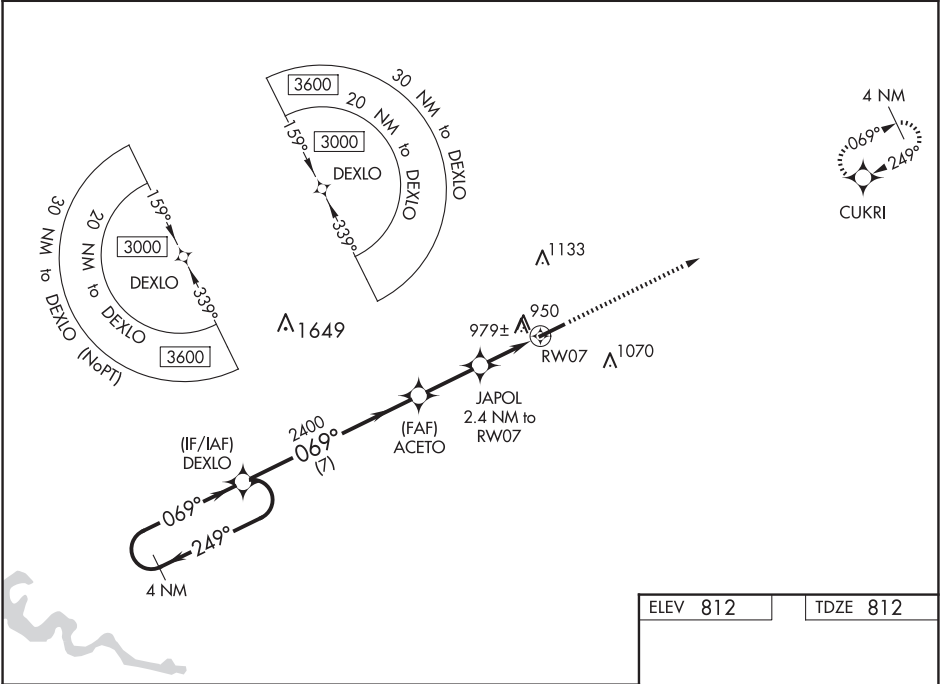 3600
30 NM to DEXLO
20 NM to DEXLO
159°
3000
DEXLO
339°
4 NM
069°
249°
CUKRI
159°
30 NM to DEXLO (NoPT)
20 NM to DEXLO
3000
DEXLO
339°
3600
1133
1649
979±
950
RW07
1070
JAPOL
2.4 NM to
RW07
(FAF)
ACETO
2400
069°
(7)
(IF/IAF)
DEXLO
069°
249°
4 NM
ELEV 812
TDZE 812